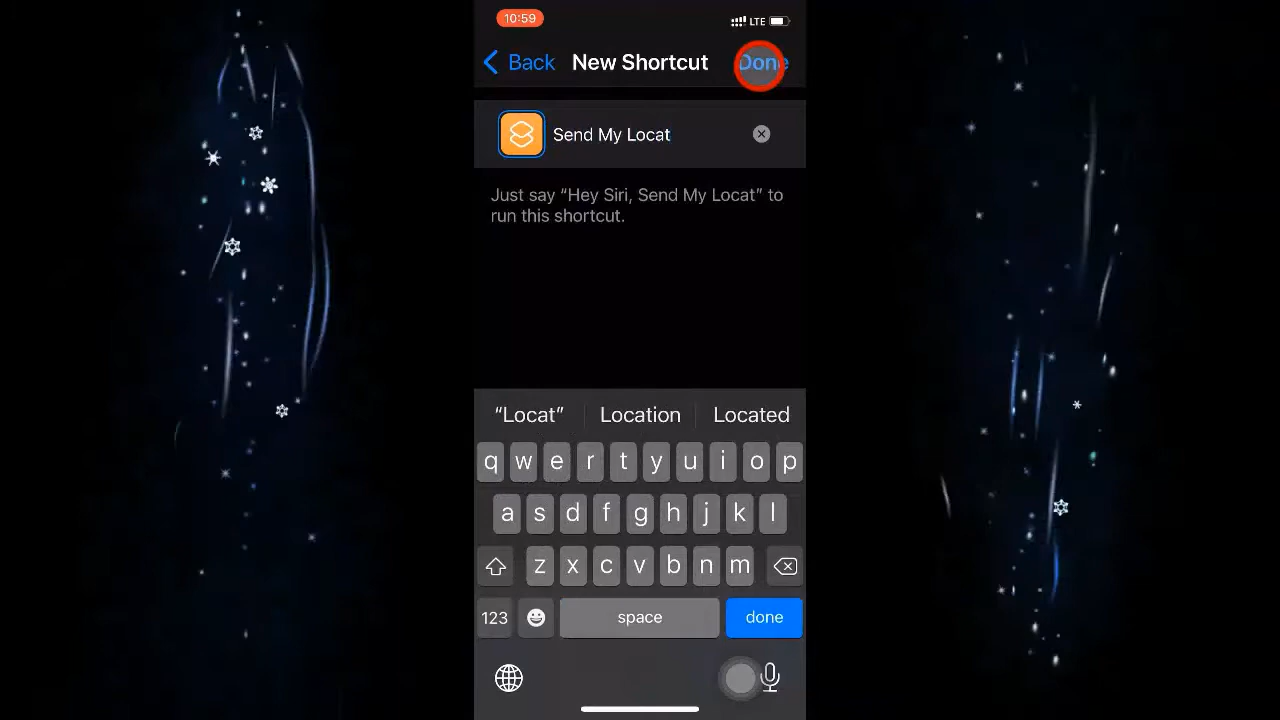 10:59 LTE
Back New Shortcut Done
Send My Locat
Just say “Hey Siri, Send My Locat” to
run this shortcut.
“Locat” Location Located
q w e r t y u i o p
a s d f g h j k l
z x c v b n m
123 space done